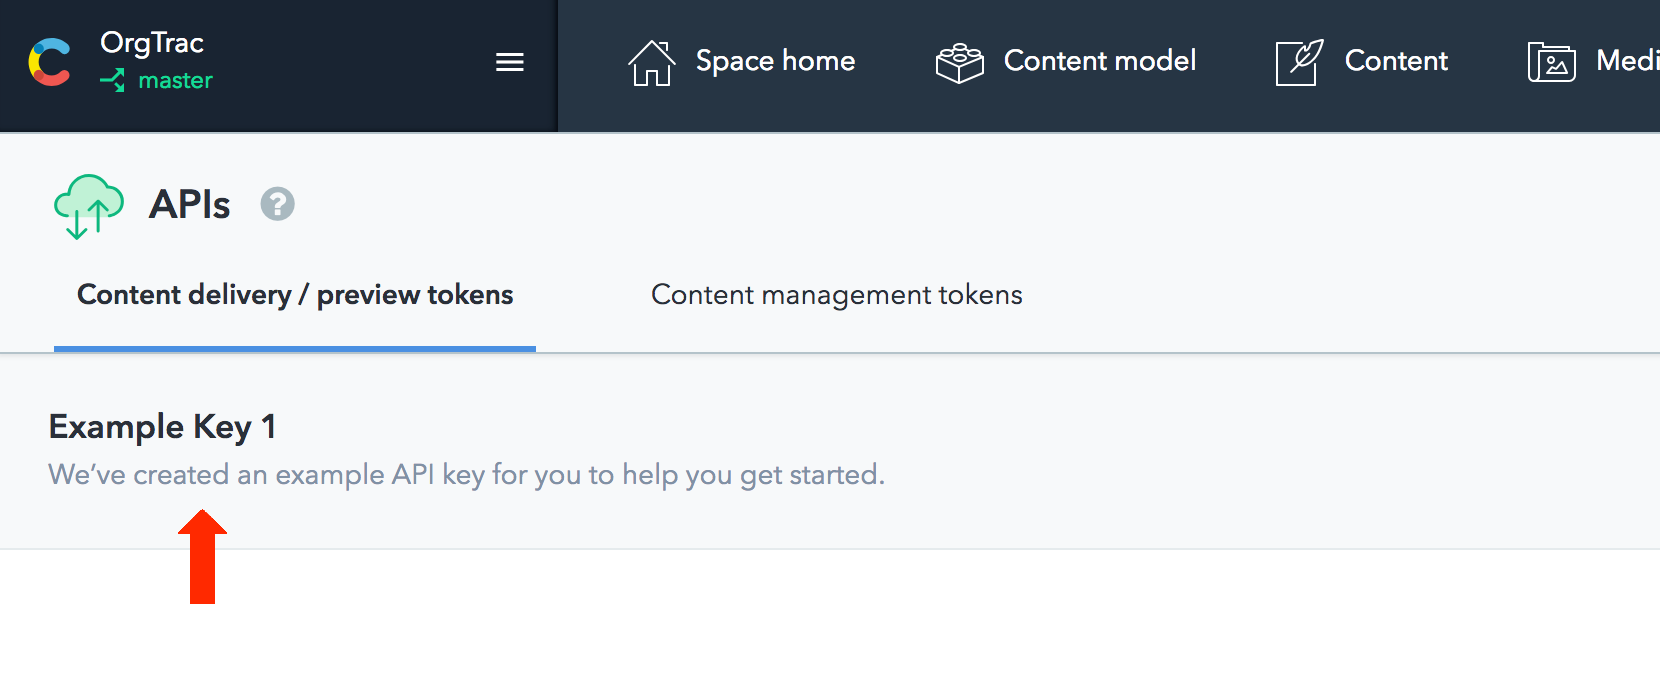 OrgTrac
master
Space home
Content model
Content
Medi
APIs ?
Content delivery / preview tokens
Content management tokens
Example Key 1
We’ve created an example API key for you to help you get started.